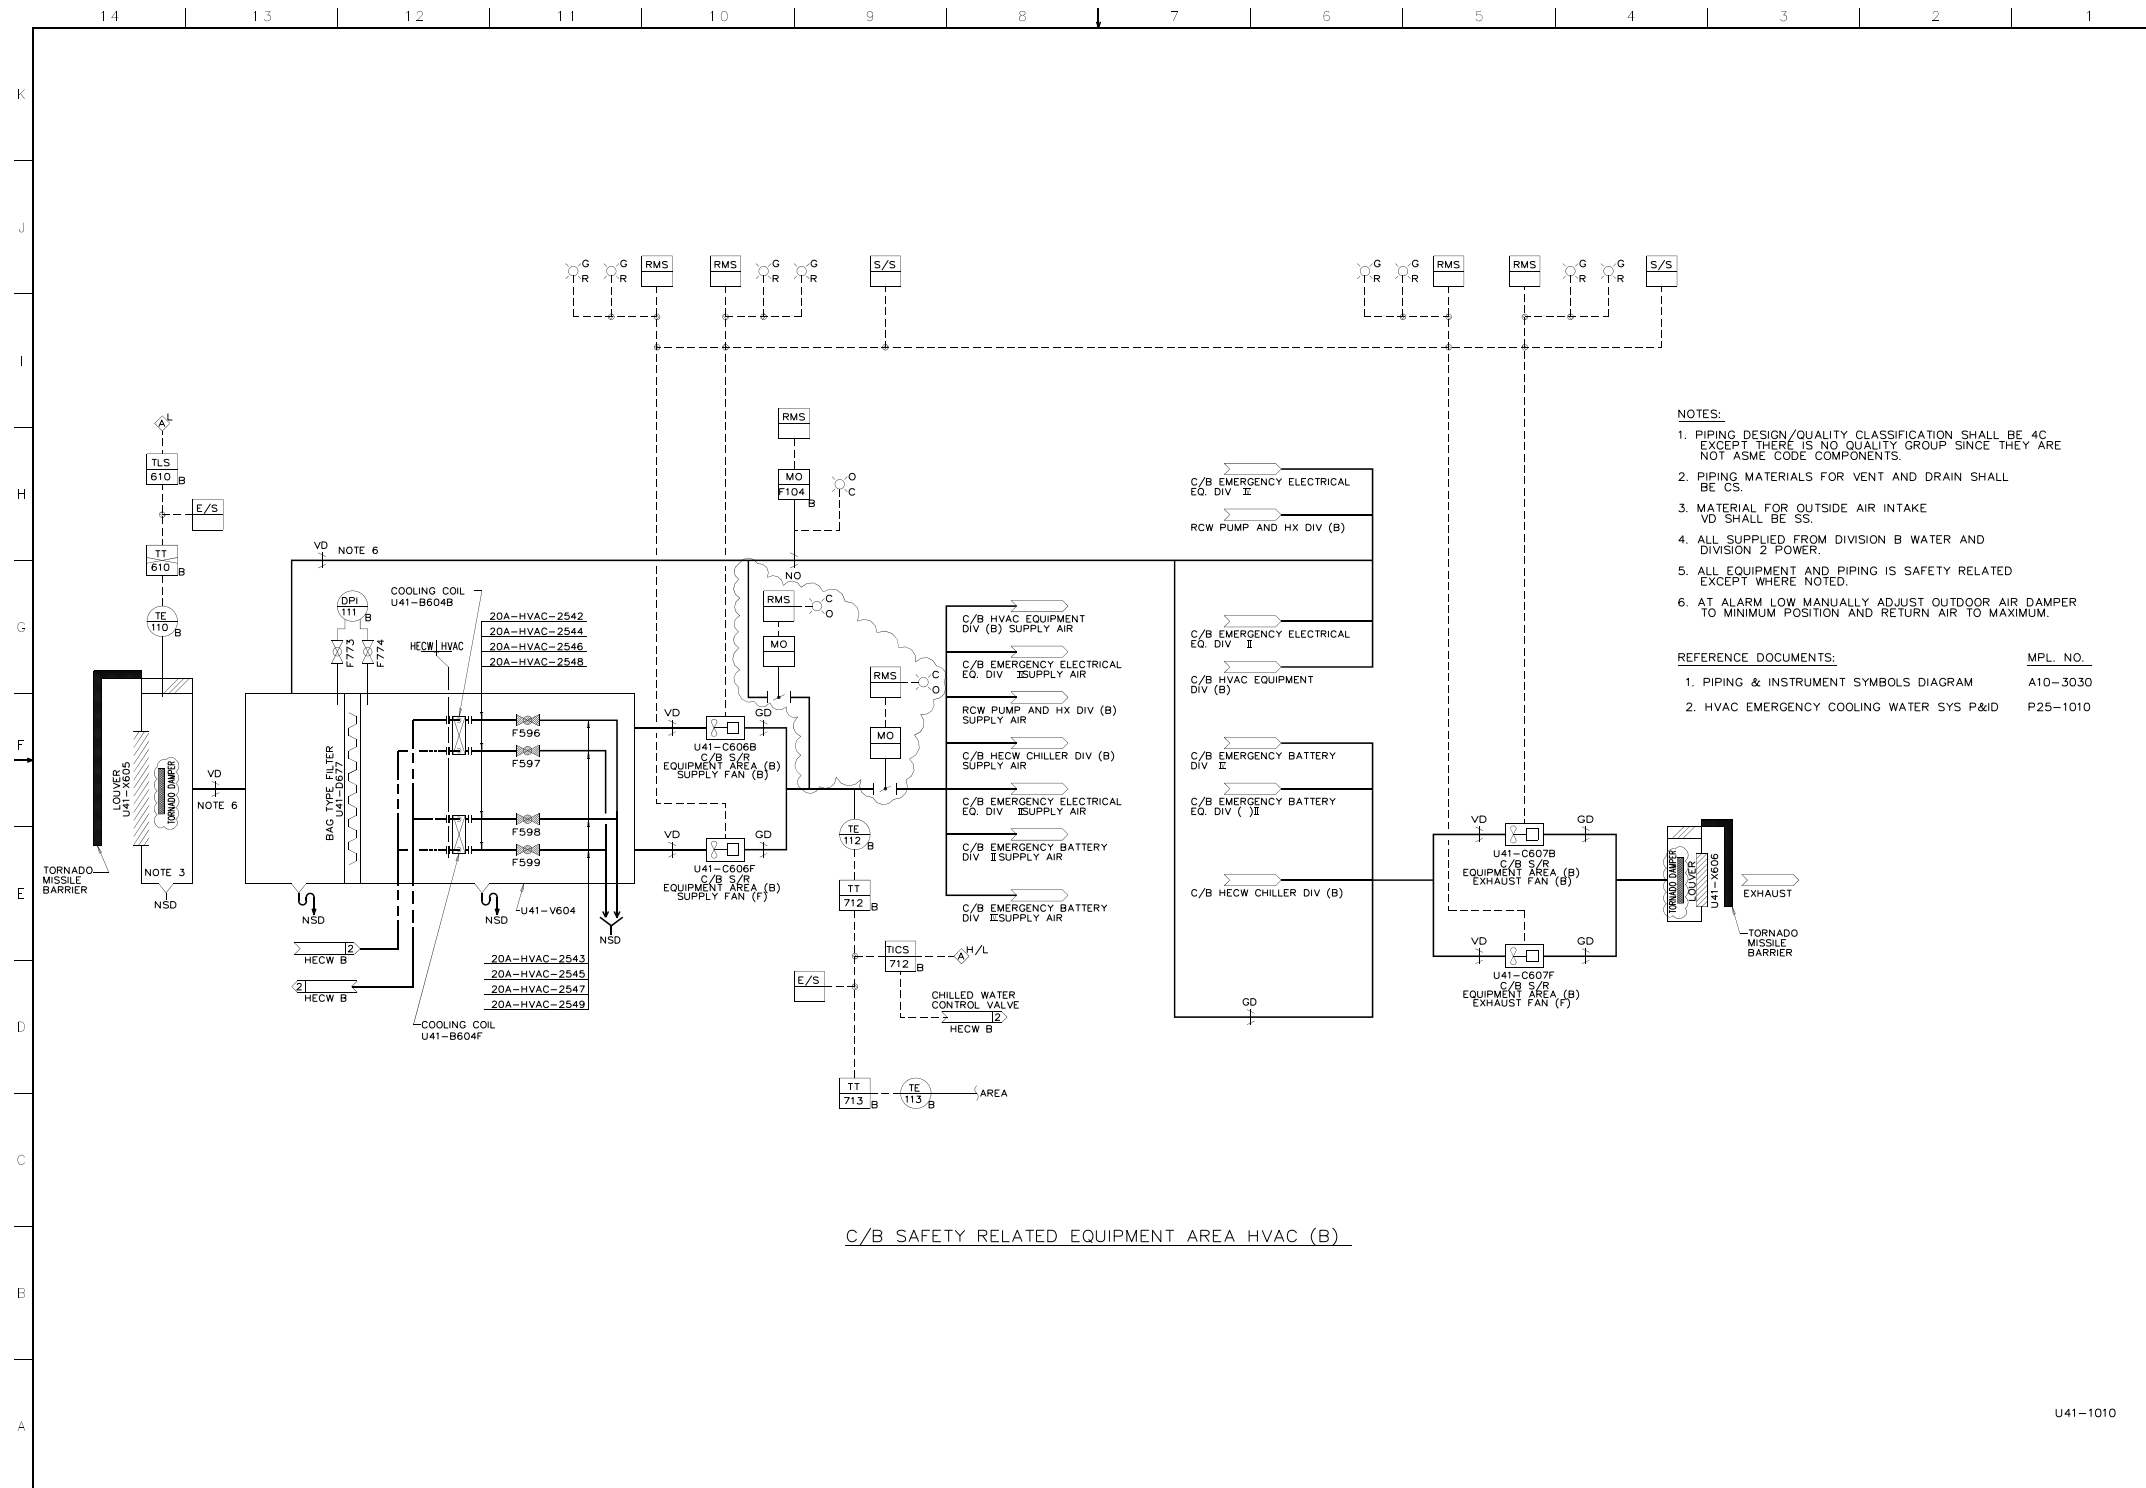 14 13 12 11 10 9 8 7 6 5 4 3 2 1
K
J
I
H
G
F
E
D
C
B
A
G
R
G
R
RMS
RMS
G
R
G
R
S/S
G
R
G
R
RMS
RMS
G
R
G
R
S/S
A
L
TLS
610
B
E/S
TT
610
B
TE
110
B
RMS
MO
F104
B
O
C
NO
VD
NOTE 6
DPI
111
B
F773
F774
COOLING COIL
U41-B604B
HECW
HVAC
20A-HVAC-2542
20A-HVAC-2544
20A-HVAC-2546
20A-HVAC-2548
RMS
C
O
MO
RMS
C
O
MO
TORNADO
MISSILE
BARRIER
LOUVER
U41-X605
TORNADO DAMPER
NOTE 3
NSD
VD
NOTE 6
BAG TYPE FILTER
U41-D677
F596
F597
F598
F599
NSD
NSD
U41-V604
NSD
2
HECW B
2
HECW B
20A-HVAC-2543
20A-HVAC-2545
20A-HVAC-2547
20A-HVAC-2549
COOLING COIL
U41-B604F
VD
GD
U41-C606B
C/B S/R
EQUIPMENT AREA (B)
SUPPLY FAN (B)
VD
GD
U41-C606F
C/B S/R
EQUIPMENT AREA (B)
SUPPLY FAN (F)
TE
112
B
TT
712
B
TICS
712
B
A
H/L
E/S
CHILLED WATER
CONTROL VALVE
2
HECW B
TT
713
B
TE
113
B
AREA
C/B HVAC EQUIPMENT
DIV (B) SUPPLY AIR
C/B EMERGENCY ELECTRICAL
EQ. DIV II SUPPLY AIR
RCW PUMP AND HX DIV (B)
SUPPLY AIR
C/B HECW CHILLER DIV (B)
SUPPLY AIR
C/B EMERGENCY ELECTRICAL
EQ. DIV II SUPPLY AIR
C/B EMERGENCY BATTERY
DIV II SUPPLY AIR
C/B EMERGENCY BATTERY
DIV II SUPPLY AIR
C/B EMERGENCY ELECTRICAL
EQ. DIV II
RCW PUMP AND HX DIV (B)
C/B EMERGENCY ELECTRICAL
EQ. DIV II
C/B HVAC EQUIPMENT
DIV (B)
C/B EMERGENCY BATTERY
DIV II
C/B EMERGENCY BATTERY
EQ. DIV ( )II
C/B HECW CHILLER DIV (B)
GD
VD
GD
U41-C607B
C/B S/R
EQUIPMENT AREA (B)
EXHAUST FAN (B)
VD
GD
U41-C607F
C/B S/R
EQUIPMENT AREA (B)
EXHAUST FAN (F)
TORNADO DAMPER
LOUVER
U41-X606
EXHAUST
TORNADO
MISSILE
BARRIER
NOTES:
1. PIPING DESIGN/QUALITY CLASSIFICATION SHALL BE 4C
EXCEPT THERE IS NO QUALITY GROUP SINCE THEY ARE
NOT ASME CODE COMPONENTS.
2. PIPING MATERIALS FOR VENT AND DRAIN SHALL
BE CS.
3. MATERIAL FOR OUTSIDE AIR INTAKE
VD SHALL BE SS.
4. ALL SUPPLIED FROM DIVISION B WATER AND
DIVISION 2 POWER.
5. ALL EQUIPMENT AND PIPING IS SAFETY RELATED
EXCEPT WHERE NOTED.
6. AT ALARM LOW MANUALLY ADJUST OUTDOOR AIR DAMPER
TO MINIMUM POSITION AND RETURN AIR TO MAXIMUM.
REFERENCE DOCUMENTS: MPL. NO.
1. PIPING & INSTRUMENT SYMBOLS DIAGRAM A10-3030
2. HVAC EMERGENCY COOLING WATER SYS P&ID P25-1010
C/B SAFETY RELATED EQUIPMENT AREA HVAC (B)
U41-1010